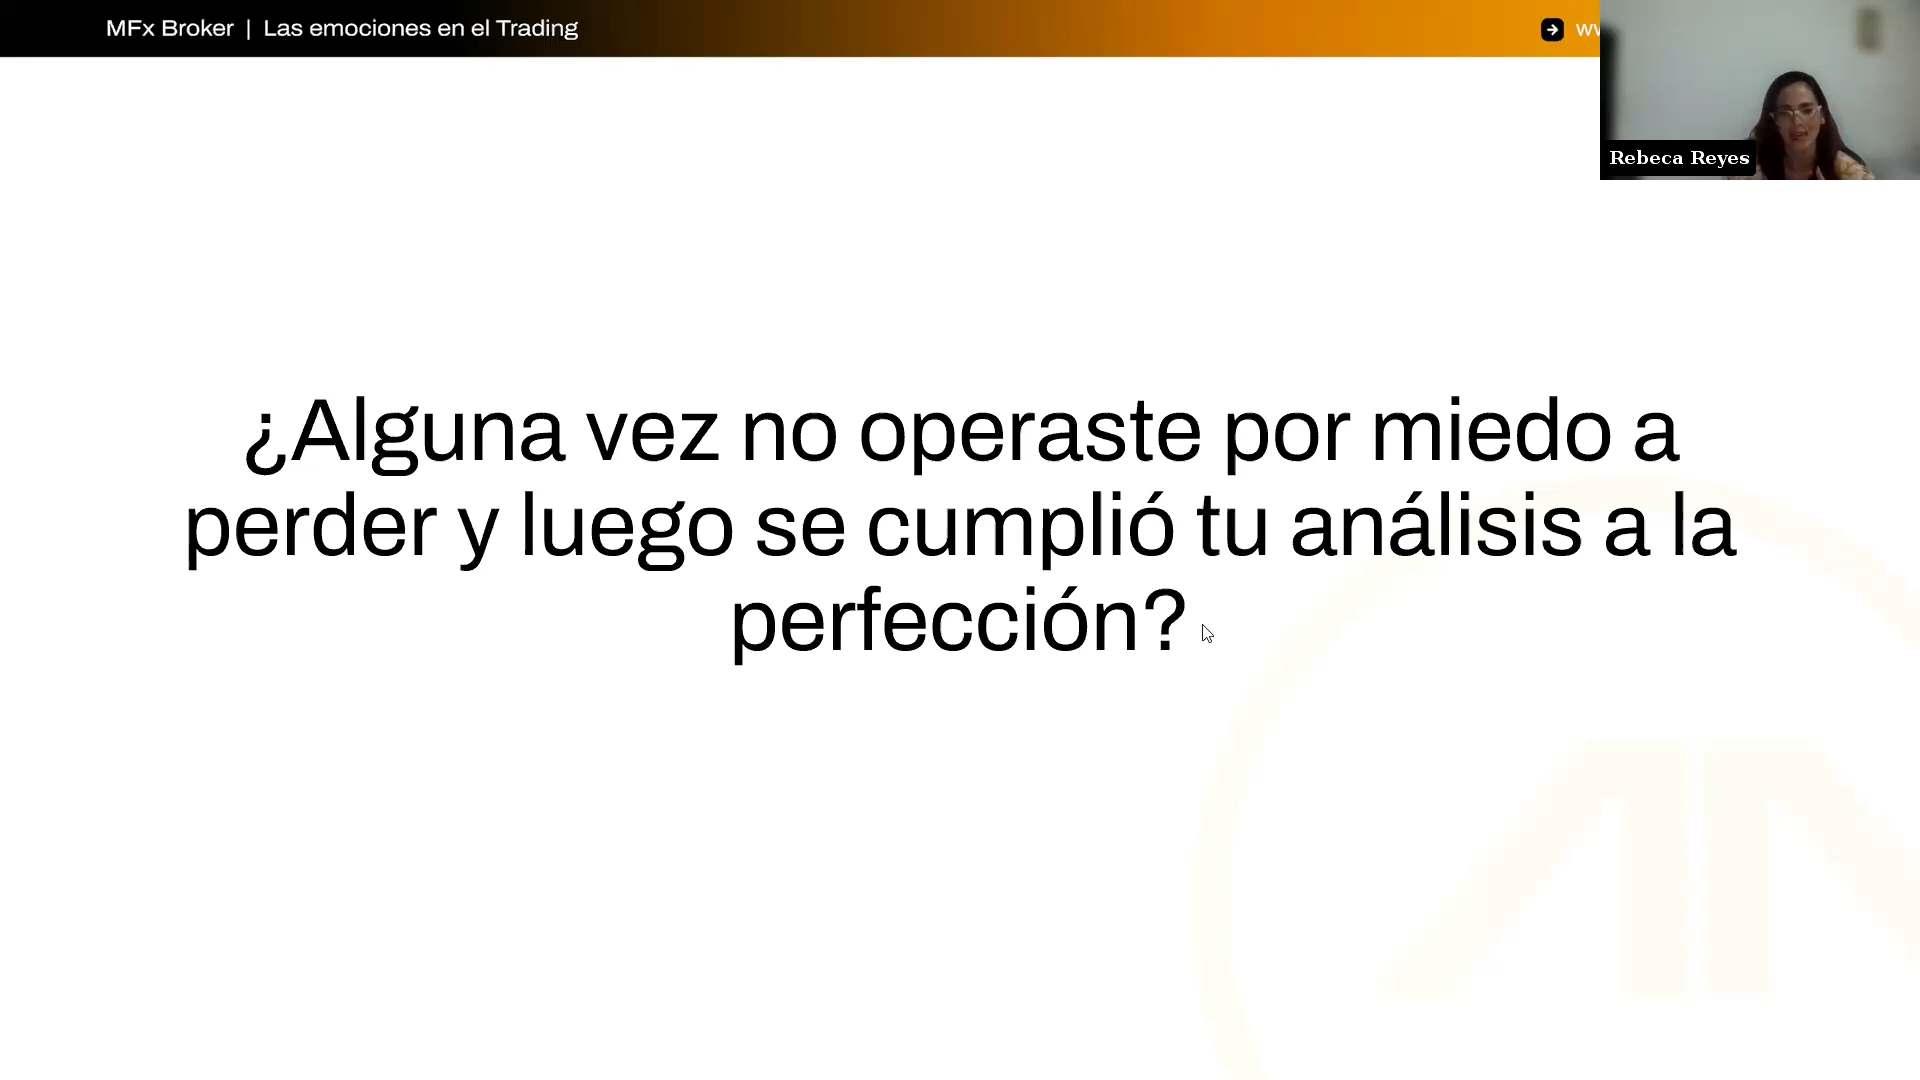 MFx Broker | Las emociones en el Trading
Rebeca Reyes
¿Alguna vez no operaste por miedo a
perder y luego se cumplió tu análisis a la
perfección?